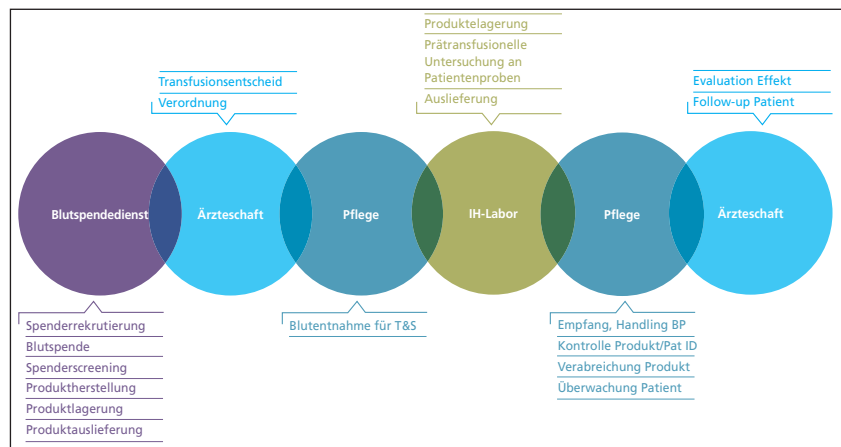 Produktelagerung
Prätransfusionelle
Untersuchung an
Patientenproben
Auslieferung
Transfusionsentscheid
Verordnung
Evaluation Effekt
Follow-up Patient
Blutspendedienst
Ärzteschaft
Pflege
IH-Labor
Pflege
Ärzteschaft
Spenderrekrutierung
Blutspende
Spenderscreening
Produktherstellung
Produktlagerung
Produktauslieferung
Blutentnahme für T&S
Empfang, Handling BP
Kontrolle Produkt/Pat ID
Verabreichung Produkt
Überwachung Patient